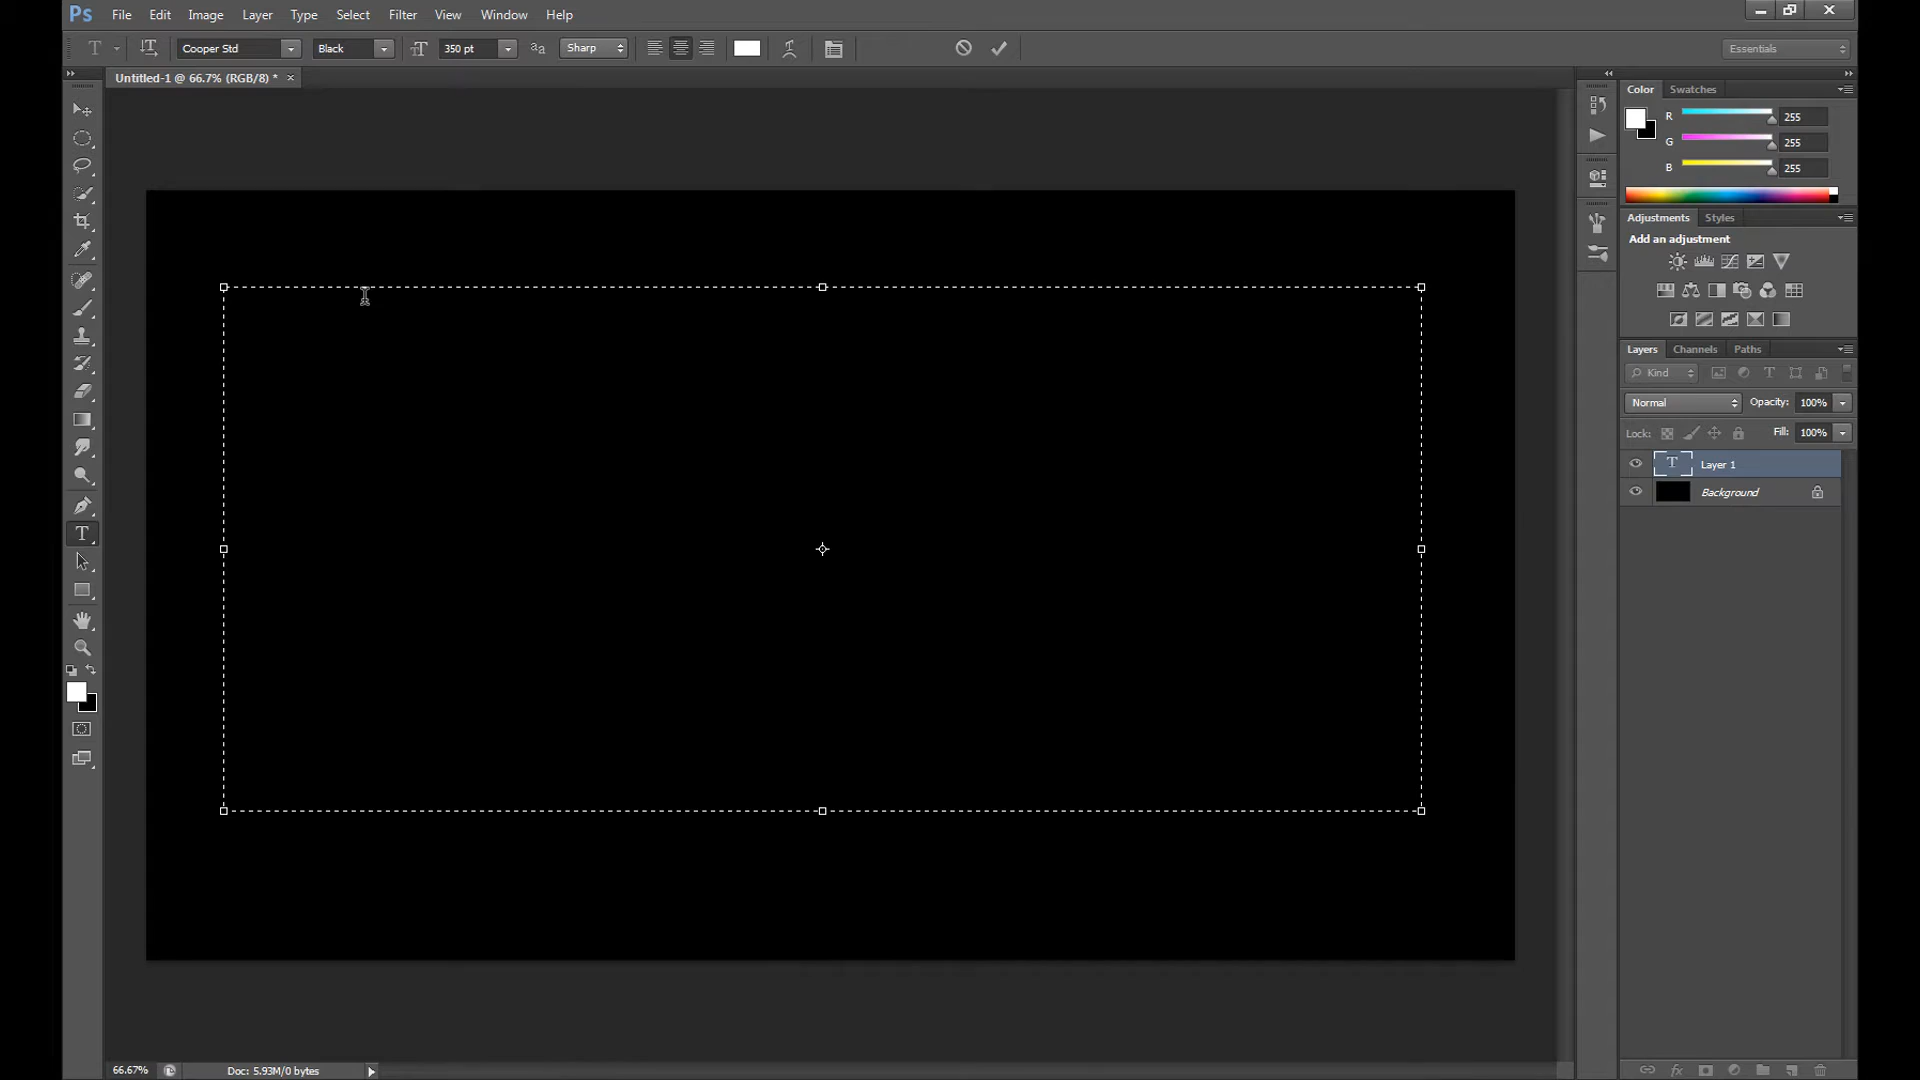 Ps File Edit Image Layer Type Select Filter View Window Help
T Cooper Std Black 350 pt Sharp Essentials
Untitled-1 @ 66.7% (RGB/8) * ×
Color Swatches
R 255
G 255
B 255
Adjustments Styles
Add an adjustment
Layers Channels Paths
Kind
Normal Opacity: 100%
Lock: Fill: 100%
T Layer 1
Background
66.67% Doc: 5.93M/0 bytes